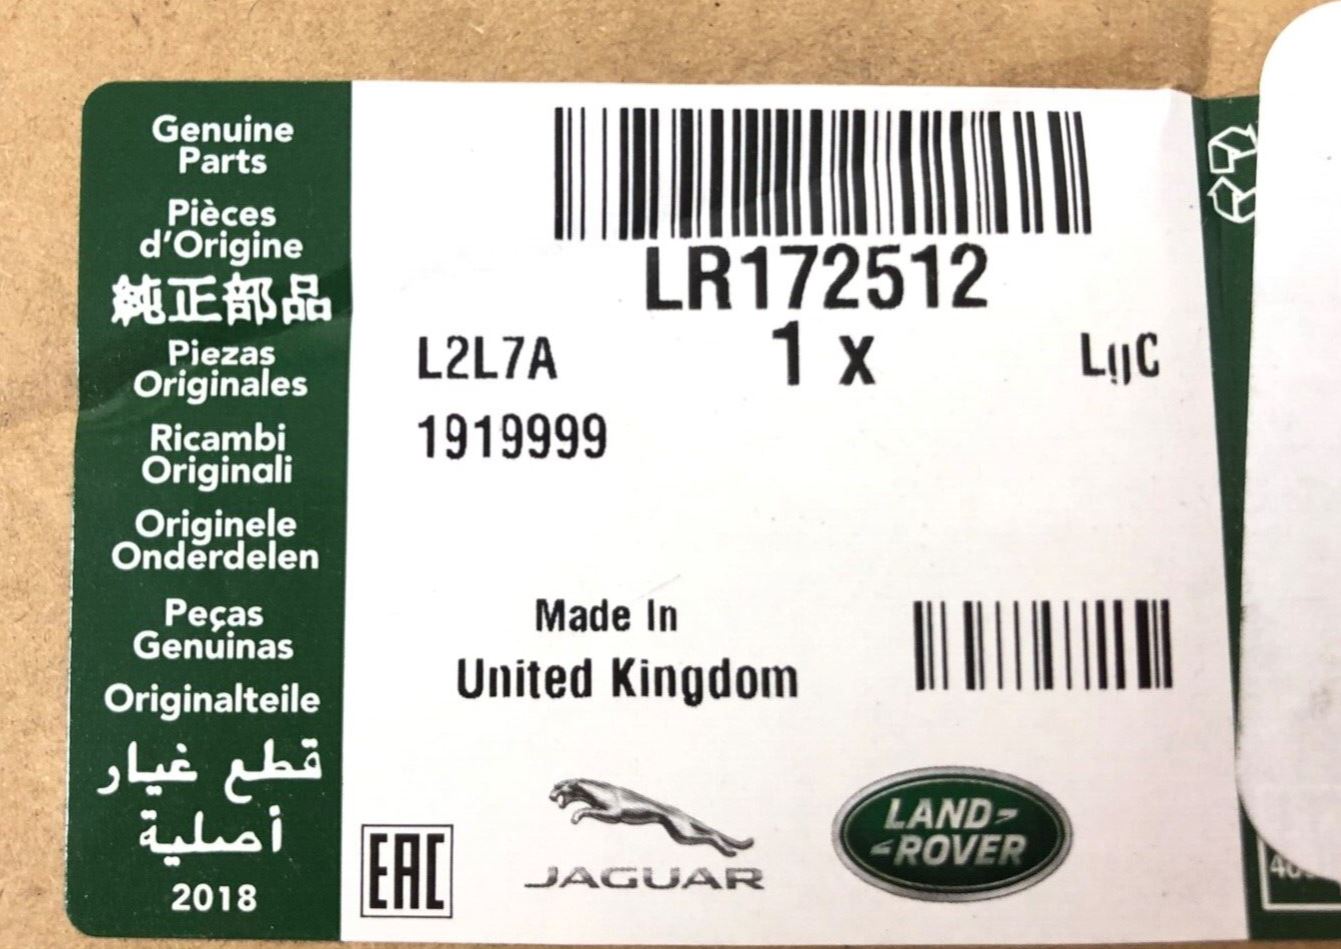 Genuine
Parts
Pièces
d'Origine
純正部品
Piezas
Originales
Ricambi
Originali
Originele
Onderdelen
Peças
Genuinas
Originalteile
قطع غيار
أصلية
2018
LR172512
L2L7A
1 x
1919999
Made In
United Kingdom
EAC
JAGUAR
LAND
ROVER